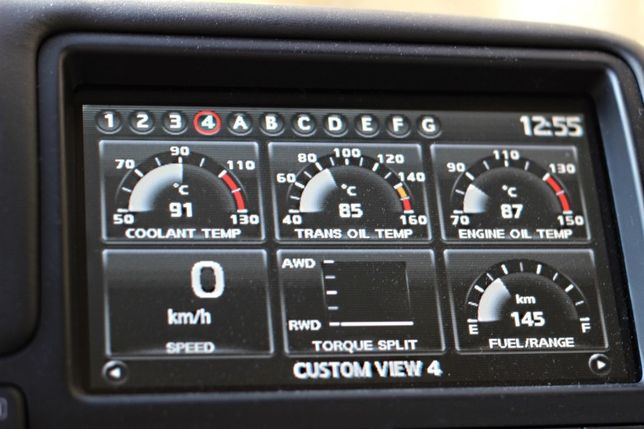 1 2 3 4 A B C D E F G 12:55
50 70 90 110 130
°C
91
COOLANT TEMP
40 60 80 100 120 140 160
°C
85
TRANS OIL TEMP
70 90 110 130 150
°C
87
ENGINE OIL TEMP
0
km/h
SPEED
AWD
RWD
TORQUE SPLIT
km
E 145 F
FUEL/RANGE
CUSTOM VIEW 4